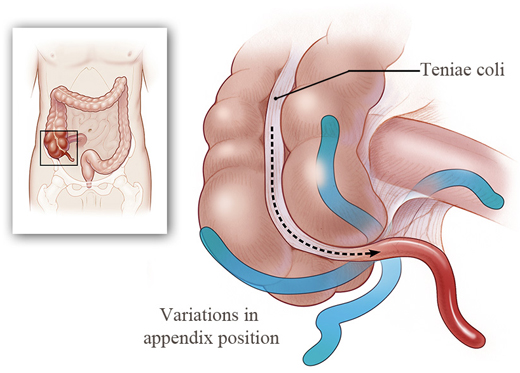 Teniae coli
Variations in
appendix position